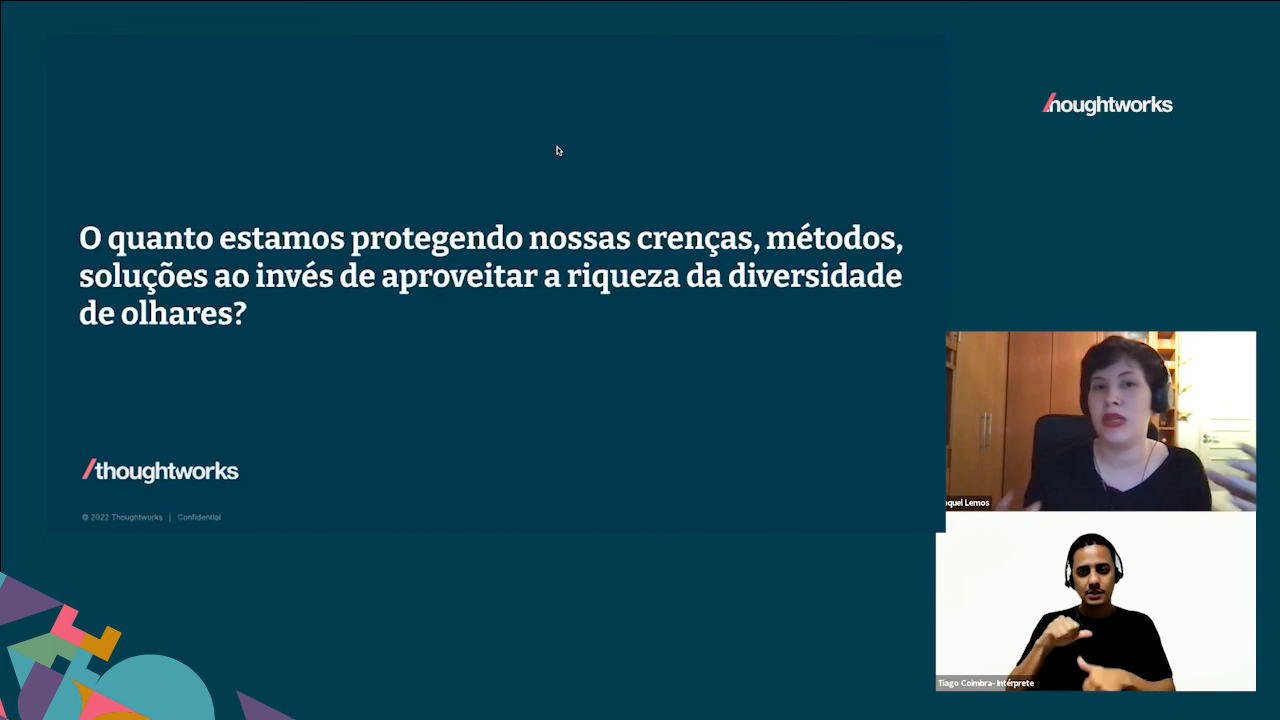 /thoughtworks
O quanto estamos protegendo nossas crenças, métodos,
soluções ao invés de aproveitar a riqueza da diversidade
de olhares?
/thoughtworks
© 2022 Thoughtworks | Confidential
aquel Lemos
Tiago Coimbra- Intérprete